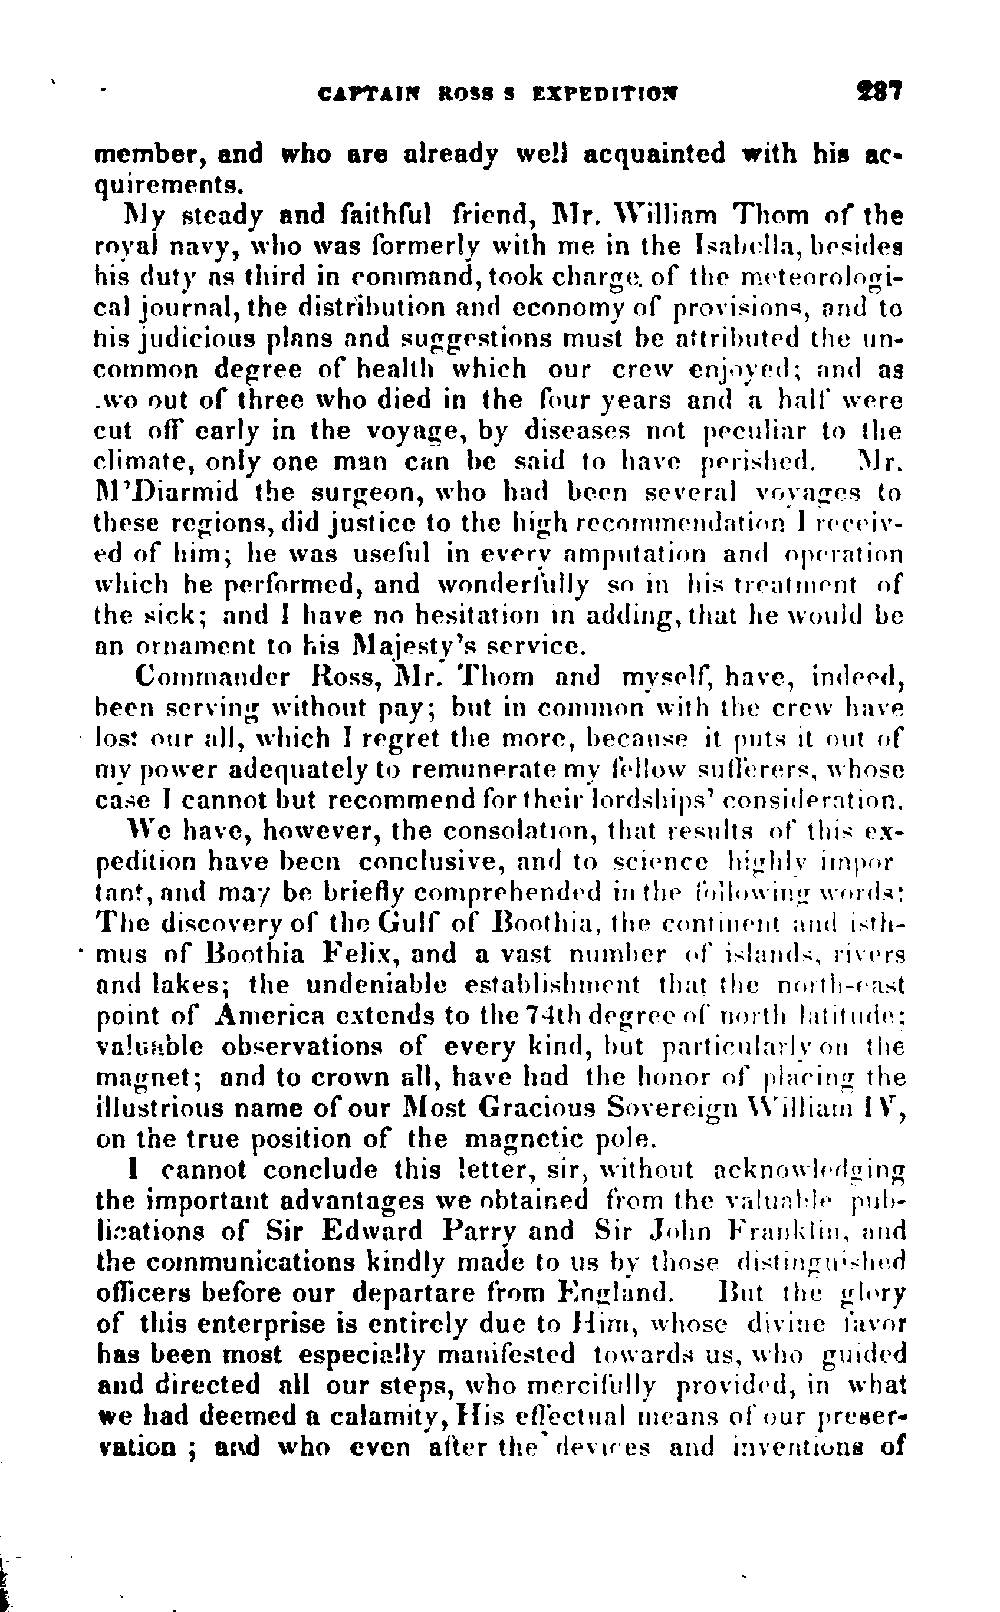 CAPTAIN ROSS S EXPEDITION 287
member, and who are already well acquainted with his ac-
quirements.
My steady and faithful friend, Mr. William Thom of the
royal navy, who was formerly with me in the Isabella, besides
his duty as third in command, took charge of the meteorologi-
cal journal, the distribution and economy of provisions, and to
his judicious plans and suggestions must be attributed the un-
common degree of health which our crew enjoyed; and as
.wo out of three who died in the four years and a half were
cut off early in the voyage, by diseases not peculiar to the
climate, only one man can be said to have perished. Mr.
M'Diarmid the surgeon, who had been several voyages to
these regions, did justice to the high recommendation I receiv-
ed of him; he was useful in every amputation and operation
which he performed, and wonderfully so in his treatment of
the sick; and I have no hesitation in adding, that he would be
an ornament to his Majesty's service.
Commander Ross, Mr. Thom and myself, have, indeed,
been serving without pay; but in common with the crew have
lost our all, which I regret the more, because it puts it out of
my power adequately to remunerate my fellow sufferers, whose
case I cannot but recommend for their lordships' consideration.
We have, however, the consolation, that results of this ex-
pedition have been conclusive, and to science highly impor
tant, and may be briefly comprehended in the following words:
The discovery of the Gulf of Boothia, the continent and isth-
mus of Boothia Felix, and a vast number of islands, rivers
and lakes; the undeniable establishment that the north-east
point of America extends to the 74th degree of north latitude;
valuable observations of every kind, but particularly on the
magnet; and to crown all, have had the honor of placing the
illustrious name of our Most Gracious Sovereign William IV,
on the true position of the magnetic pole.
I cannot conclude this letter, sir, without acknowledging
the important advantages we obtained from the valuable pub-
lications of Sir Edward Parry and Sir John Franklin, and
the communications kindly made to us by those distinguished
officers before our departare from England. But the glory
of this enterprise is entirely due to Him, whose divine favor
has been most especially manifested towards us, who guided
and directed all our steps, who mercifully provided, in what
we had deemed a calamity, His effectual means of our preser-
vation ; and who even after the devices and inventions of